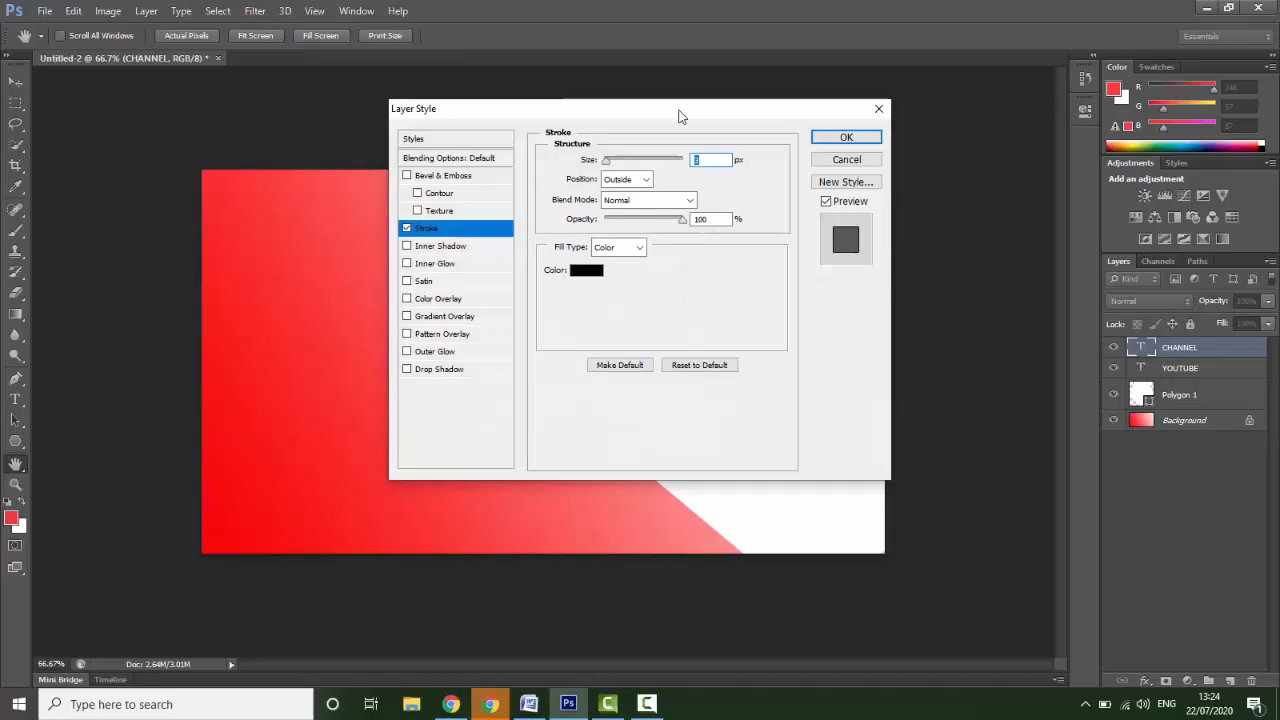 Ps File Edit Image Layer Type Select Filter 3D View Window Help
Scroll All Windows Actual Pixels Fit Screen Fill Screen Print Size Essentials
Untitled-2 @ 66.7% (CHANNEL, RGB/8) * ×
Color Swatches
R 246
G 57
B
Layer Style
Styles
Blending Options: Default
Bevel & Emboss
Contour
Texture
Stroke
Inner Shadow
Inner Glow
Satin
Color Overlay
Gradient Overlay
Pattern Overlay
Outer Glow
Drop Shadow
Stroke
Structure
Size: 3 px
Position: Outside
Blend Mode: Normal
Opacity: 100 %
Fill Type: Color
Color:
Make Default Reset to Default
OK
Cancel
New Style...
Preview
Adjustments Styles
Add an adjustment
Layers Channels Paths
Kind
Normal Opacity: 100%
Lock: Fill: 100%
CHANNEL
YOUTUBE
Polygon 1
Background
66.67% Doc: 2.64M/3.01M
Mini Bridge Timeline
Type here to search
ENG
13:24
22/07/2020